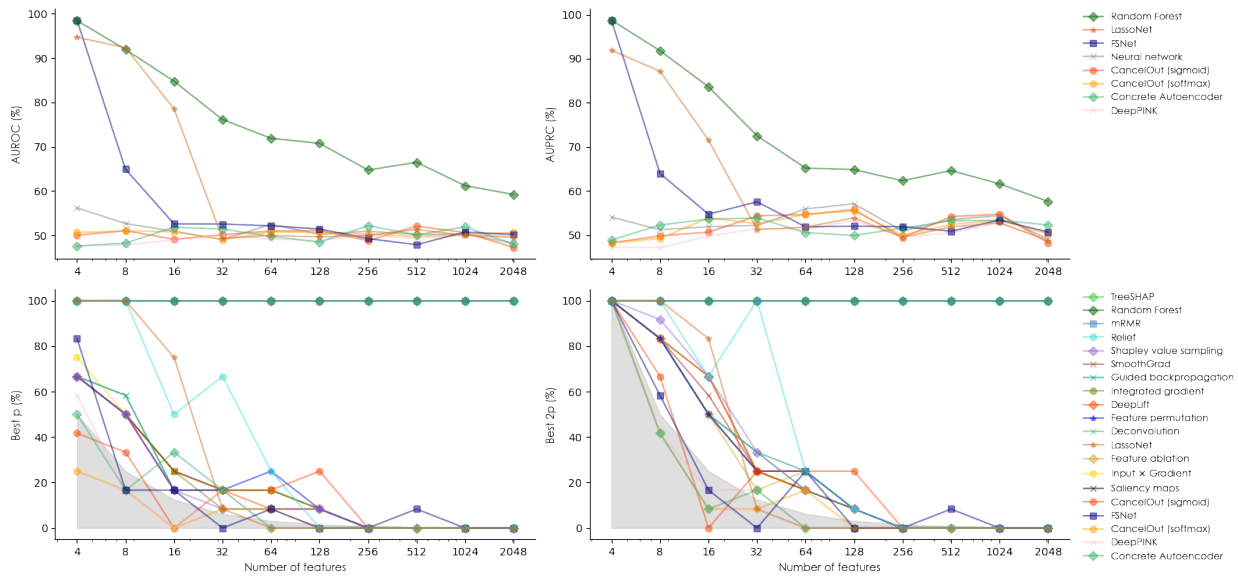 100
90
80
70
60
50
AUROC (%)
4
8
16
32
64
128
256
512
1024
2048
100
90
80
70
60
50
AUPRC (%)
4
8
16
32
64
128
256
512
1024
2048
Random Forest
LassoNet
FSNet
Neural network
CancelOut (sigmoid)
CancelOut (softmax)
Concrete Autoencoder
DeepPINK
100
80
60
40
20
0
Best p (%)
4
8
16
32
64
128
256
512
1024
2048
Number of features
100
80
60
40
20
0
Best 2p (%)
4
8
16
32
64
128
256
512
1024
2048
Number of features
TreeSHAP
Random Forest
mRMR
Relief
Shapley value sampling
SmoothGrad
Guided backpropagation
Integrated gradient
DeepLift
Feature permutation
Deconvolution
LassoNet
Feature ablation
Input × Gradient
Saliency maps
CancelOut (sigmoid)
FSNet
CancelOut (softmax)
DeepPINK
Concrete Autoencoder